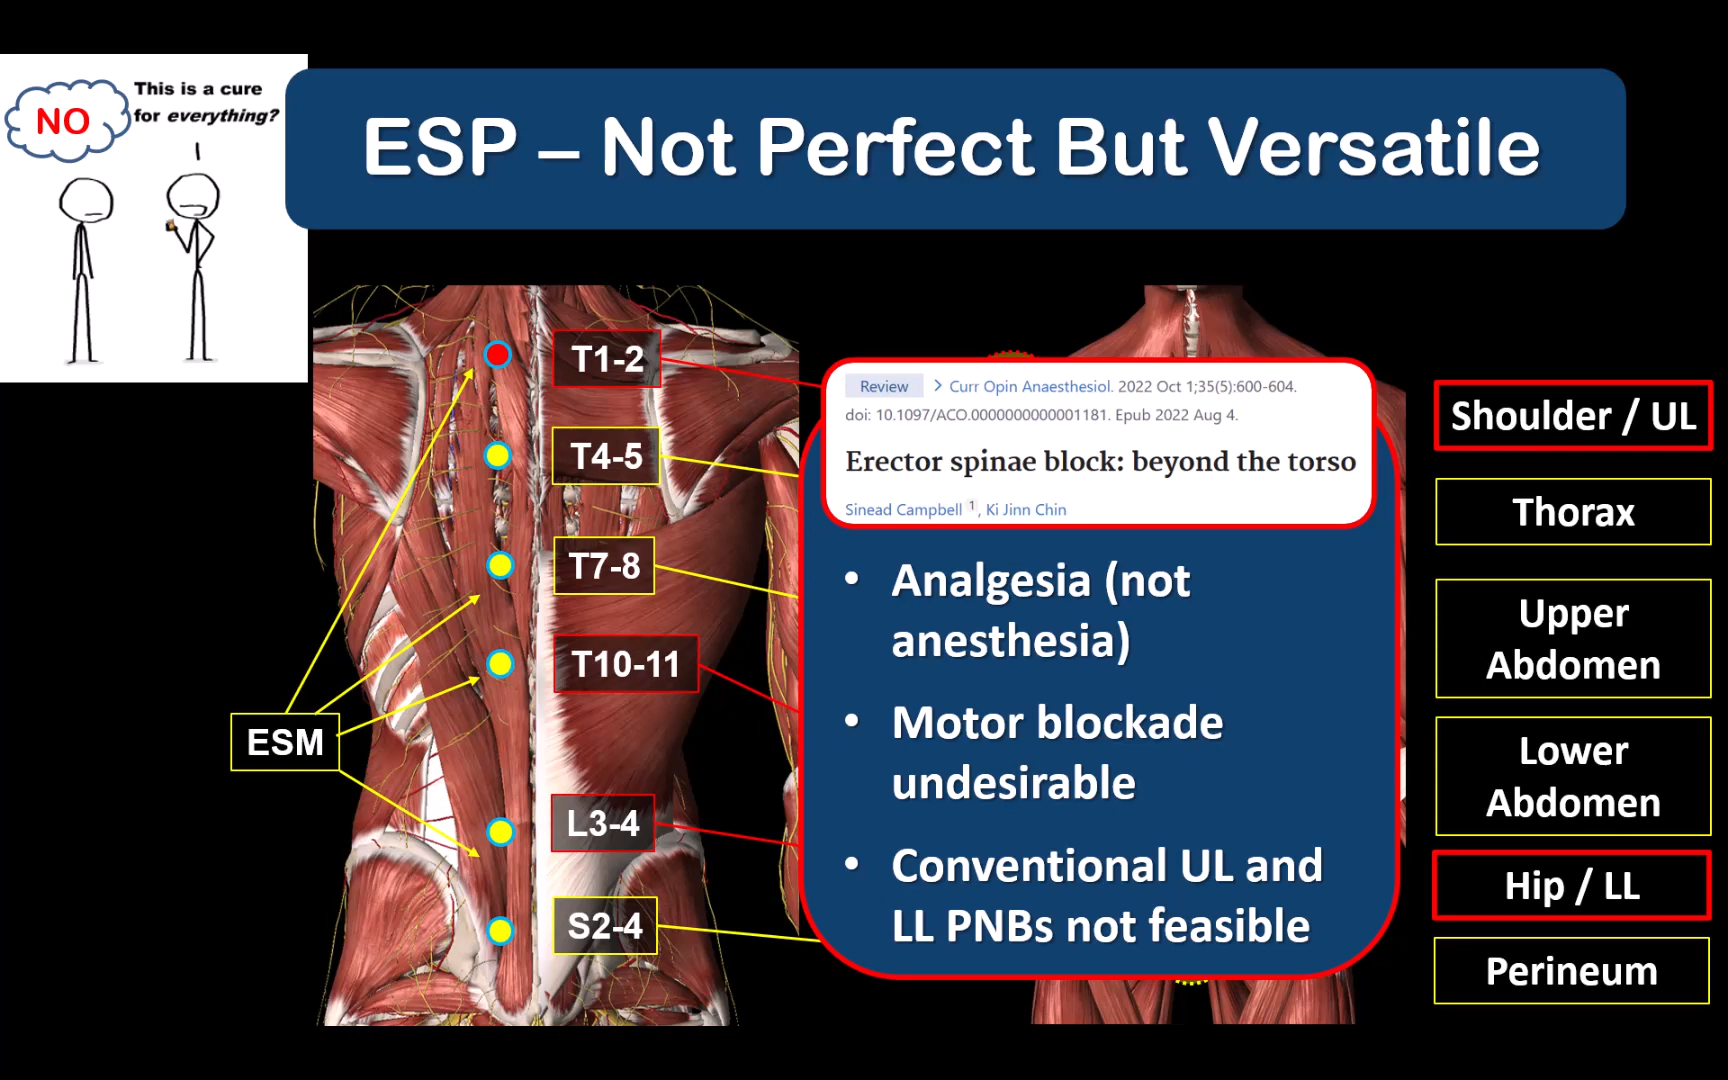 This is a cure
for everything?
NO
ESP – Not Perfect But Versatile
T1-2
T4-5
T7-8
T10-11
L3-4
S2-4
ESM
Review > Curr Opin Anaesthesiol. 2022 Oct 1;35(5):600-604.
doi: 10.1097/ACO.0000000000001181. Epub 2022 Aug 4.
Erector spinae block: beyond the torso
Sinead Campbell 1, Ki Jinn Chin
• Analgesia (not
anesthesia)
• Motor blockade
undesirable
• Conventional UL and
LL PNBs not feasible
Shoulder / UL
Thorax
Upper
Abdomen
Lower
Abdomen
Hip / LL
Perineum